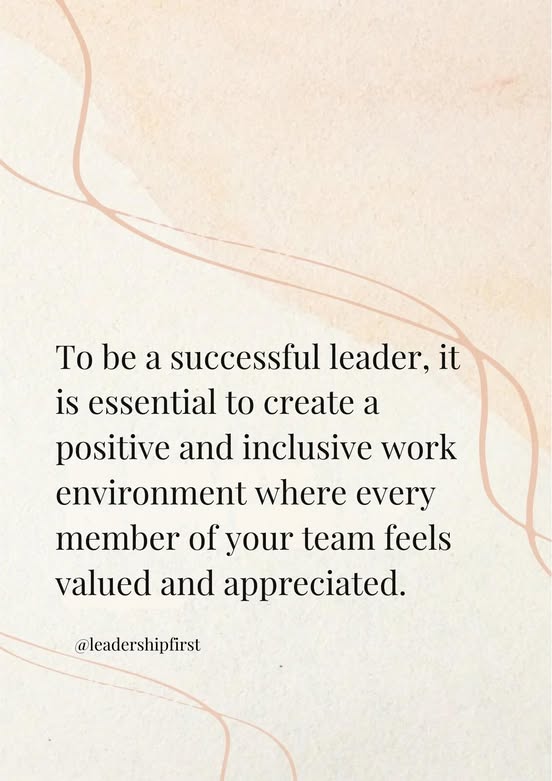 To be a successful leader, it
is essential to create a
positive and inclusive work
environment where every
member of your team feels
valued and appreciated.
@leadershipfirst